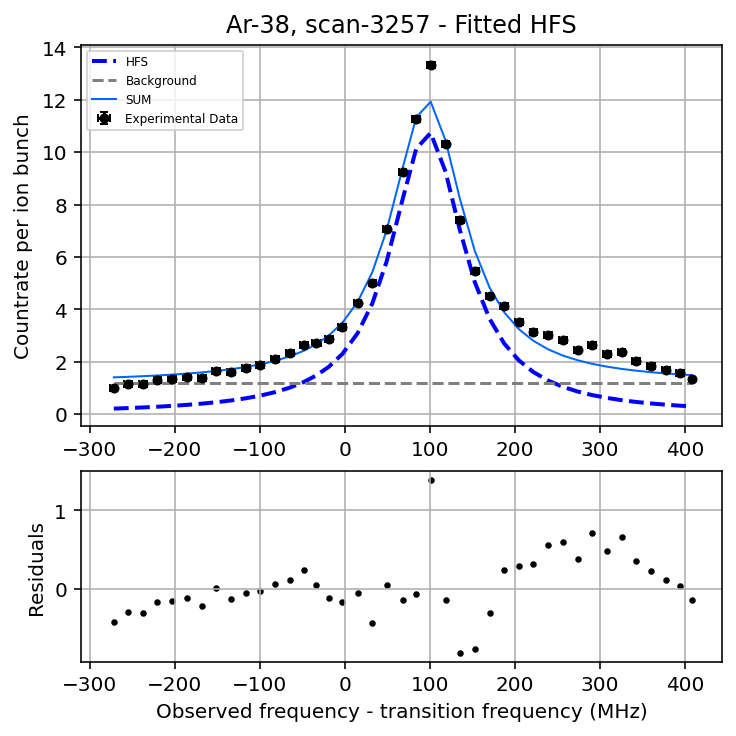 Ar-38, scan-3257 - Fitted HFS
Countrate per ion bunch
14
12
10
8
6
4
2
0
HFS
Background
SUM
Experimental Data
−300 −200 −100 0 100 200 300 400
Residuals
1
0
−300 −200 −100 0 100 200 300 400
Observed frequency - transition frequency (MHz)